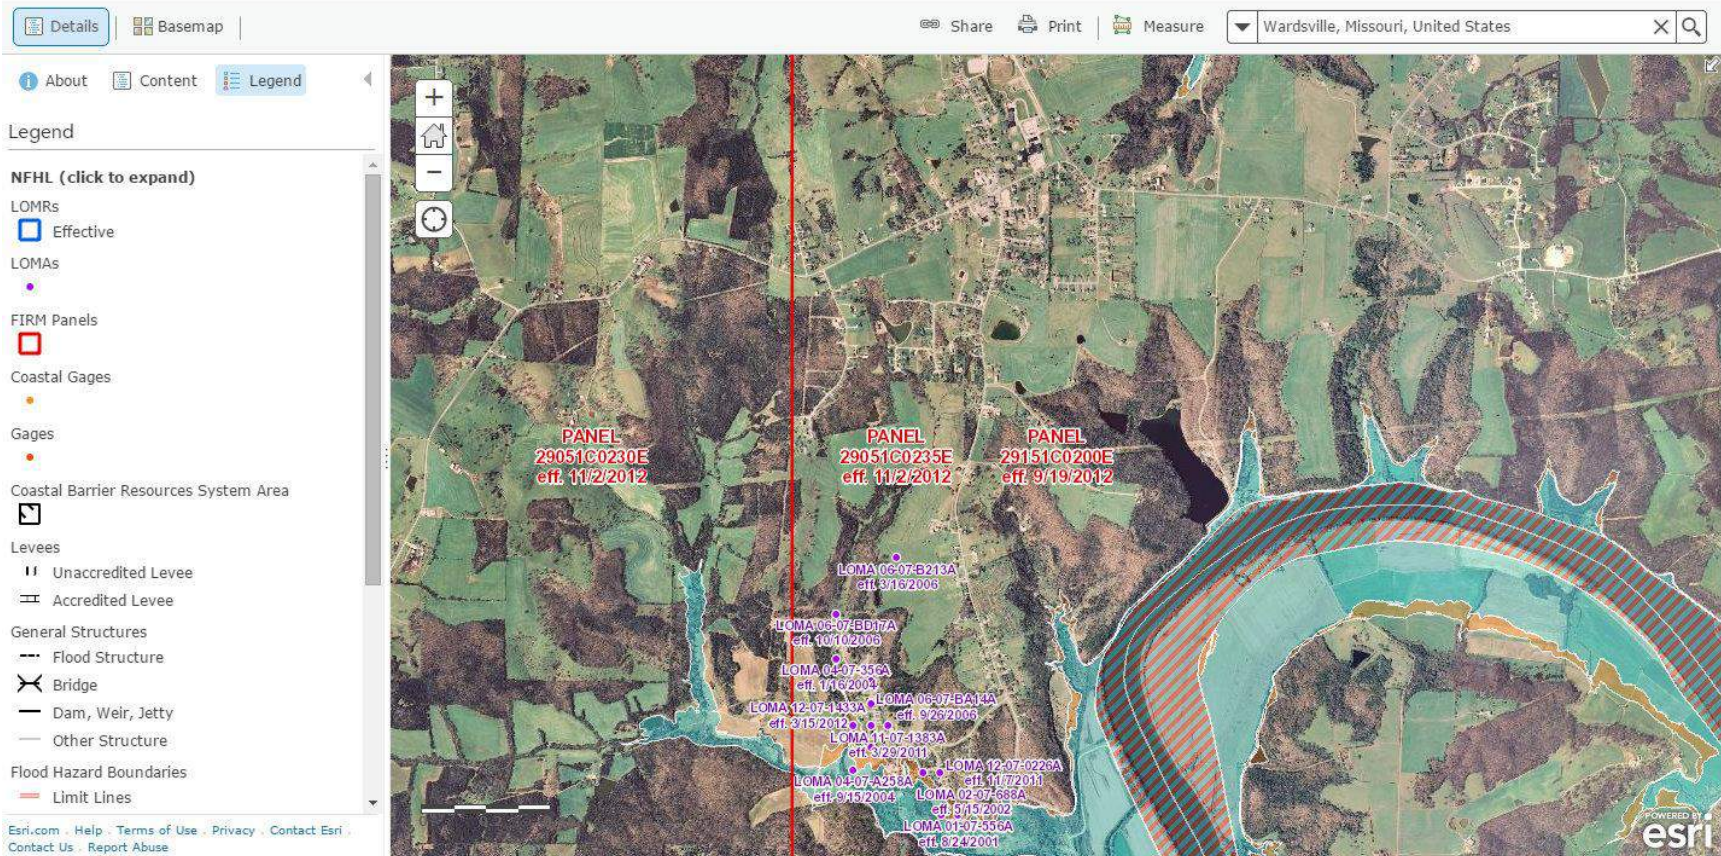 Details
Basemap
Share
Print
Measure
Wardsville, Missouri, United States
About
Content
Legend
Legend
NFHL (click to expand)
LOMRs
Effective
LOMAs
FIRM Panels
Coastal Gages
Gages
Coastal Barrier Resources System Area
Levees
Unaccredited Levee
Accredited Levee
General Structures
Flood Structure
Bridge
Dam, Weir, Jetty
Other Structure
Flood Hazard Boundaries
Limit Lines
Esri.com . Help . Terms of Use . Privacy . Contact Esri .
Contact Us . Report Abuse
PANEL
29051C0230E
eff. 11/2/2012
PANEL
29051C0235E
eff. 11/2/2012
PANEL
29151C0200E
eff. 9/19/2012
LOMA 06-07-B213A
eff. 3/16/2006
LOMA 06-07-BD17A
eff. 10/10/2006
LOMA 04-07-356A
eff. 1/16/2004
LOMA 06-07-BA14A
eff. 9/26/2006
LOMA 12-07-1433A
eff. 3/15/2012
LOMA 11-07-1383A
eff. 3/29/2011
LOMA 12-07-0226A
eff. 11/7/2011
LOMA 04-07-A258A
eff. 9/15/2004
LOMA 02-07-688A
eff. 5/15/2002
LOMA 01-07-556A
eff. 8/24/2001
POWERED BY
esri